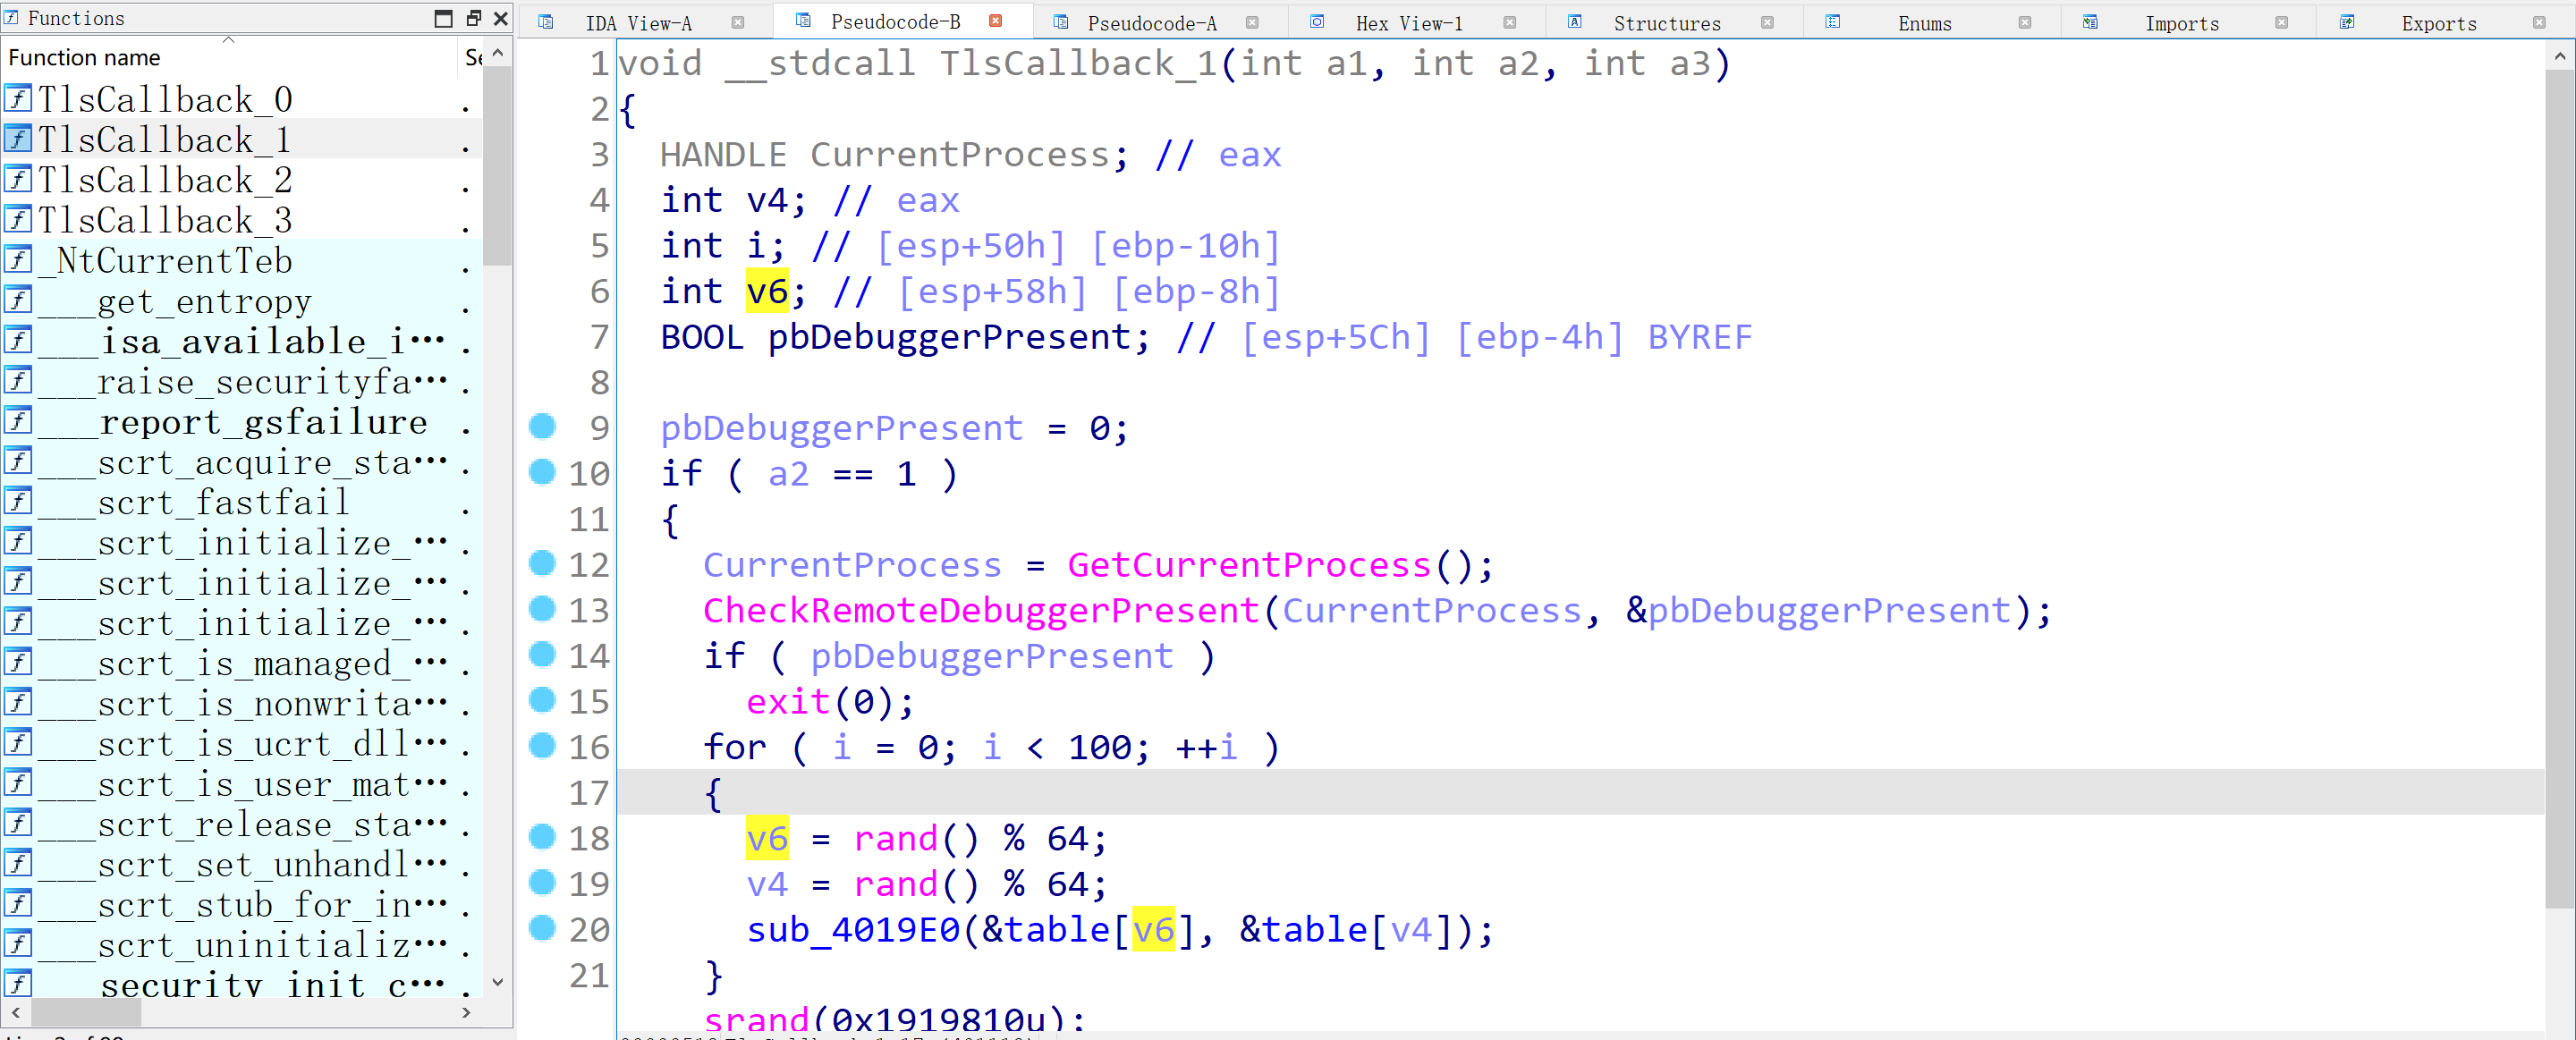 Functions
Function name Se
TlsCallback_0 .
TlsCallback_1 .
TlsCallback_2 .
TlsCallback_3 .
_NtCurrentTeb .
___get_entropy .
___isa_available_i… .
___raise_securityfa… .
___report_gsfailure .
___scrt_acquire_sta… .
___scrt_fastfail .
___scrt_initialize_… .
___scrt_initialize_… .
___scrt_initialize_… .
___scrt_is_managed_… .
___scrt_is_nonwrita… .
___scrt_is_ucrt_dll… .
___scrt_is_user_mat… .
___scrt_release_sta… .
___scrt_set_unhandl… .
___scrt_stub_for_in… .
___scrt_uninitializ… .
___security_init_c… .
IDA View-A Pseudocode-B Pseudocode-A Hex View-1 Structures Enums Imports Exports
1 void __stdcall TlsCallback_1(int a1, int a2, int a3)
2 {
3 HANDLE CurrentProcess; // eax
4 int v4; // eax
5 int i; // [esp+50h] [ebp-10h]
6 int v6; // [esp+58h] [ebp-8h]
7 BOOL pbDebuggerPresent; // [esp+5Ch] [ebp-4h] BYREF
8
9 pbDebuggerPresent = 0;
10 if ( a2 == 1 )
11 {
12 CurrentProcess = GetCurrentProcess();
13 CheckRemoteDebuggerPresent(CurrentProcess, &pbDebuggerPresent);
14 if ( pbDebuggerPresent )
15 exit(0);
16 for ( i = 0; i < 100; ++i )
17 {
18 v6 = rand() % 64;
19 v4 = rand() % 64;
20 sub_4019E0(&table[v6], &table[v4]);
21 }
srand(0x1919810u);